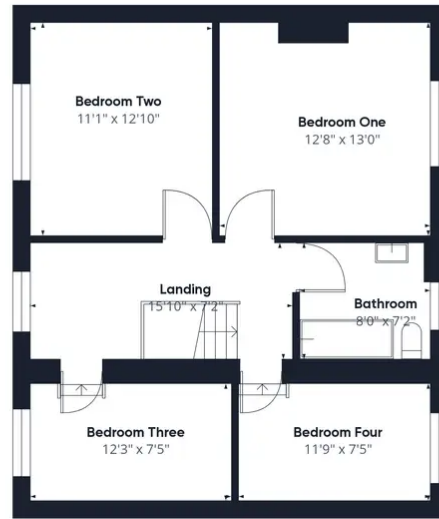 Bedroom Two
11'1" x 12'10"
Bedroom One
12'8" x 13'0"
Landing
15'10" x 7'2"
Bathroom
8'0" x 7'2"
Bedroom Three
12'3" x 7'5"
Bedroom Four
11'9" x 7'5"